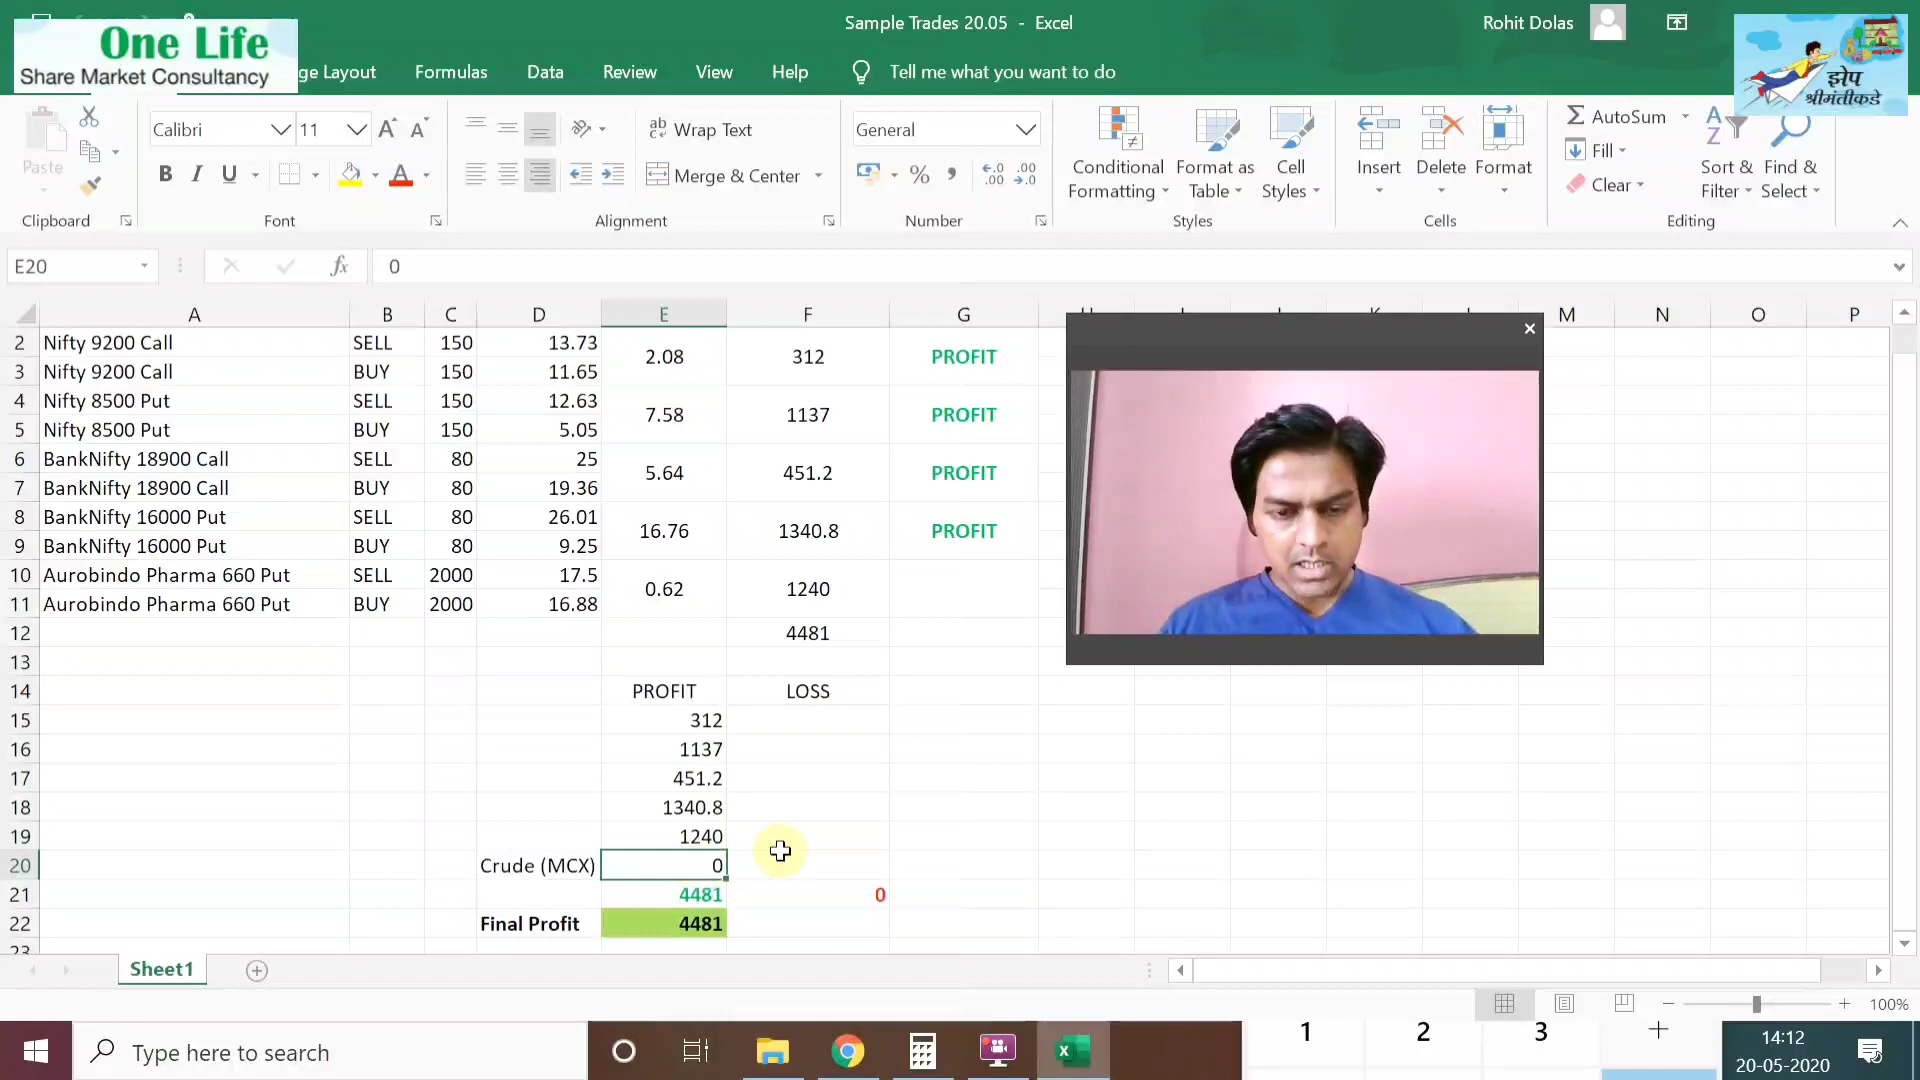 Sample Trades 20.05 - Excel
Rohit Dolas
One Life
Share Market Consultancy
झेप
श्रीमंतीकडे
ge Layout
Formulas
Data
Review
View
Help
Tell me what you want to do
Paste
Clipboard
Calibri
11
B I U
Font
Wrap Text
Merge & Center
Alignment
General
Number
Conditional Formatting
Format as Table
Cell Styles
Styles
Insert
Delete
Format
Cells
AutoSum
Fill
Clear
Sort & Filter
Find & Select
Editing
E20
fx
0
A B C D E F G M N O P
2 Nifty 9200 Call SELL 150 13.73 2.08 312 PROFIT
3 Nifty 9200 Call BUY 150 11.65
4 Nifty 8500 Put SELL 150 12.63 7.58 1137 PROFIT
5 Nifty 8500 Put BUY 150 5.05
6 BankNifty 18900 Call SELL 80 25 5.64 451.2 PROFIT
7 BankNifty 18900 Call BUY 80 19.36
8 BankNifty 16000 Put SELL 80 26.01 16.76 1340.8 PROFIT
9 BankNifty 16000 Put BUY 80 9.25
10 Aurobindo Pharma 660 Put SELL 2000 17.5 0.62 1240
11 Aurobindo Pharma 660 Put BUY 2000 16.88
12 4481
13
14 PROFIT LOSS
15 312
16 1137
17 451.2
18 1340.8
19 1240
20 Crude (MCX) 0
21 4481 0
22 Final Profit 4481
23
Sheet1
100%
Type here to search
1 2 3
14:12
20-05-2020